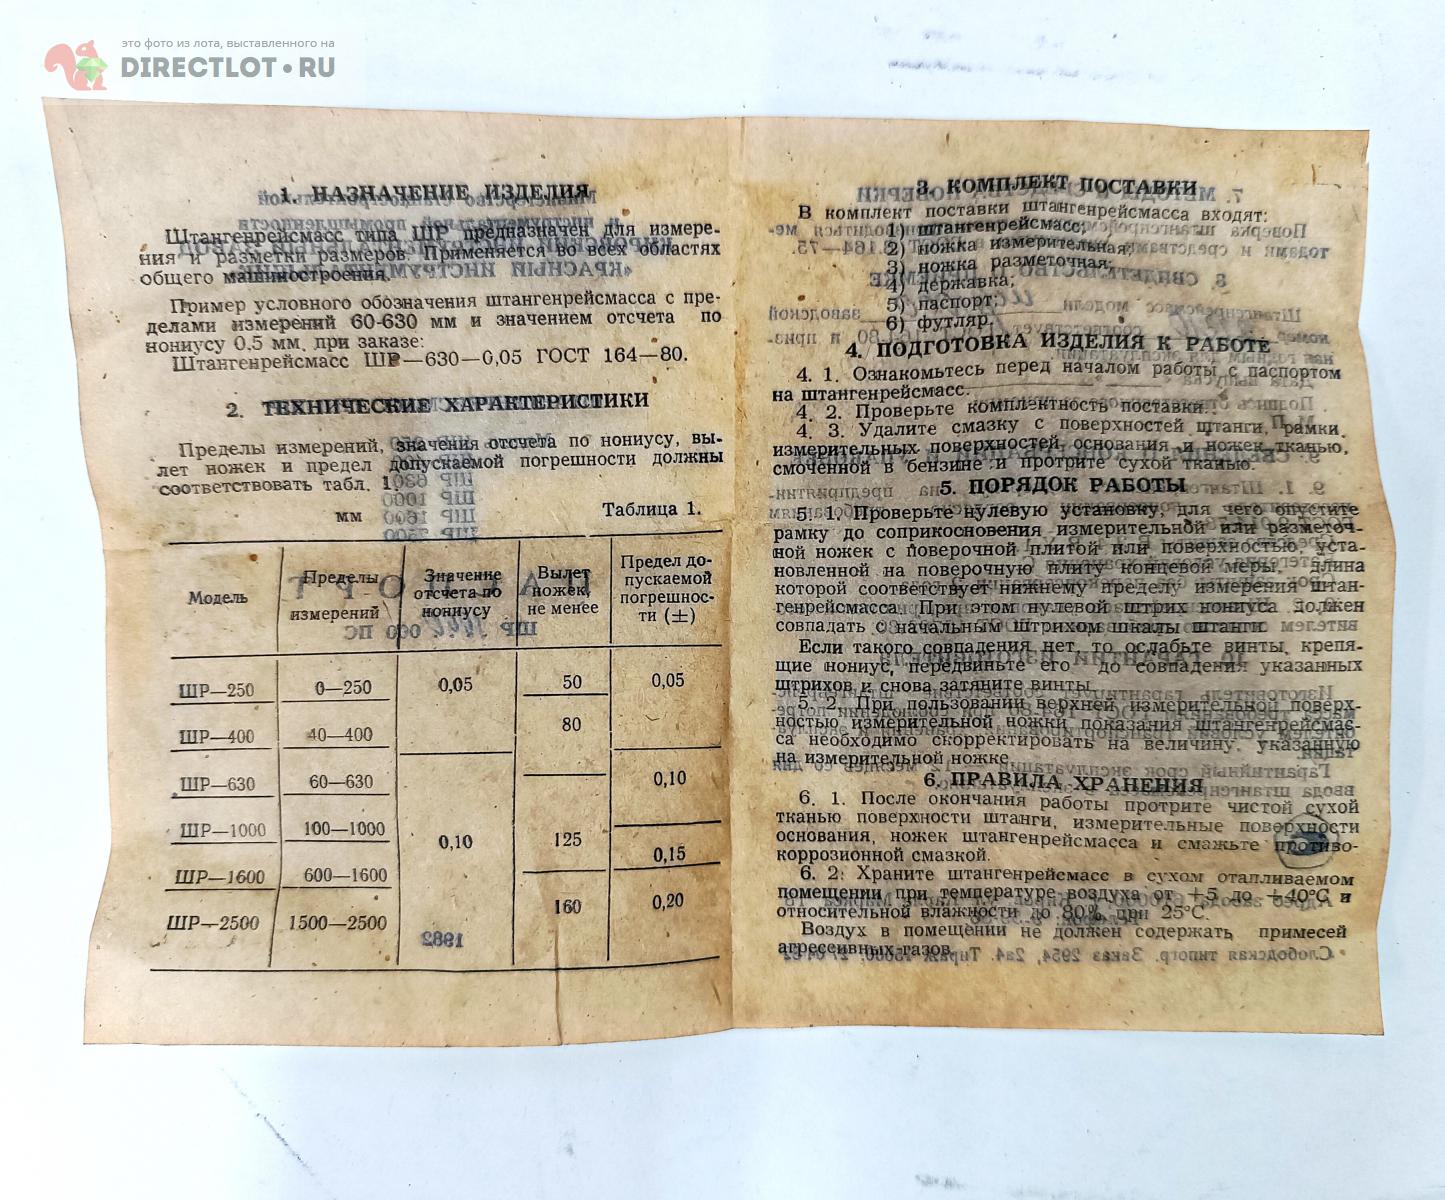 это фото из лота, выставленного на
DIRECTLOT.RU
1. НАЗНАЧЕНИЕ ИЗДЕЛИЯ
Штангенрейсмасс типа ШР предназначен для измере-
ния и разметки размеров. Применяется во всех областях
общего машиностроения.
Пример условного обозначения штангенрейсмасса с пре-
делами измерений 60-630 мм и значением отсчета по
нониусу 0.5 мм, при заказе:
Штангенрейсмасс ШР—630—0,05 ГОСТ 164—80.
2. ТЕХНИЧЕСКИЕ ХАРАКТЕРИСТИКИ
Пределы измерений, значения отсчета по нониусу, вы-
лет ножек и предел допускаемой погрешности должны
соответствовать табл. 1.
мм Таблица 1.
Модель
Пределы
измерений
Значение
отсчета по
нониусу
Вылет
ножек,
не менее
Предел до-
пускаемой
погрешнос-
ти (±)
ШР—250 0—250 0,05 50 0,05
ШР—400 40—400 80
ШР—630 60—630 0,10
ШР—1000 100—1000 0,10 125 0,15
ШР—1600 600—1600
ШР—2500 1500—2500 160 0,20
1982
3. КОМПЛЕКТ ПОСТАВКИ
В комплект поставки штангенрейсмасса входят:
1) штангенрейсмасс;
2) ножка измерительная;
3) ножка разметочная;
4) державка;
5) паспорт;
6) футляр.
4. ПОДГОТОВКА ИЗДЕЛИЯ К РАБОТЕ
4. 1. Ознакомьтесь перед началом работы с паспортом
на штангенрейсмасс.
4. 2. Проверьте комплектность поставки.
4. 3. Удалите смазку с поверхностей штанги, рамки,
измерительных поверхностей, основания и ножек тканью,
смоченной в бензине и протрите сухой тканью.
5. ПОРЯДОК РАБОТЫ
5. 1. Проверьте нулевую установку, для чего опустите
рамку до соприкосновения измерительной или разметоч-
ной ножек с поверочной плитой или поверхностью, уста-
новленной на поверочную плиту концевой меры, длина
которой соответствует нижнему пределу измерения штан-
генрейсмасса. При этом нулевой штрих нониуса должен
совпадать с начальным штрихом шкалы штанги.
Если такого совпадения нет, то ослабьте винты, крепя-
щие нониус, передвиньте его до совпадения указанных
штрихов и снова затяните винты.
5. 2. При пользовании верхней измерительной поверх-
ностью измерительной ножки показания штангенрейсмас-
са необходимо скорректировать на величину, указанную
на измерительной ножке.
6. ПРАВИЛА ХРАНЕНИЯ
6. 1. После окончания работы протрите чистой сухой
тканью поверхности штанги, измерительные поверхности
основания, ножек штангенрейсмасса и смажьте противо-
коррозионной смазкой.
6. 2. Храните штангенрейсмасс в сухом отапливаемом
помещении при температуре воздуха от +5 до +40°С и
относительной влажности до 80% при 25°С.
Воздух в помещении не должен содержать примесей
агрессивных газов.